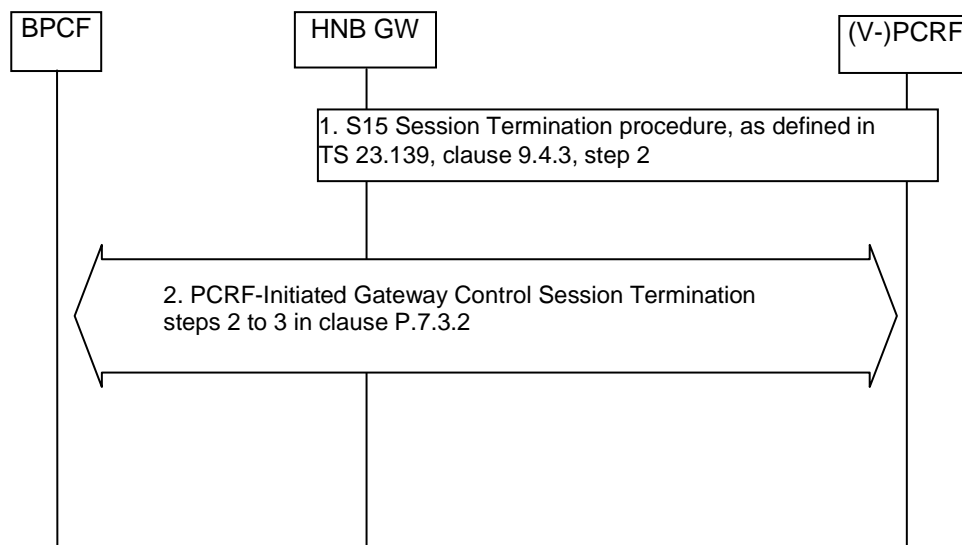 BPCF
HNB GW
(V-)PCRF
1. S15 Session Termination procedure, as defined in
TS 23.139, clause 9.4.3, step 2
2. PCRF-Initiated Gateway Control Session Termination
steps 2 to 3 in clause P.7.3.2